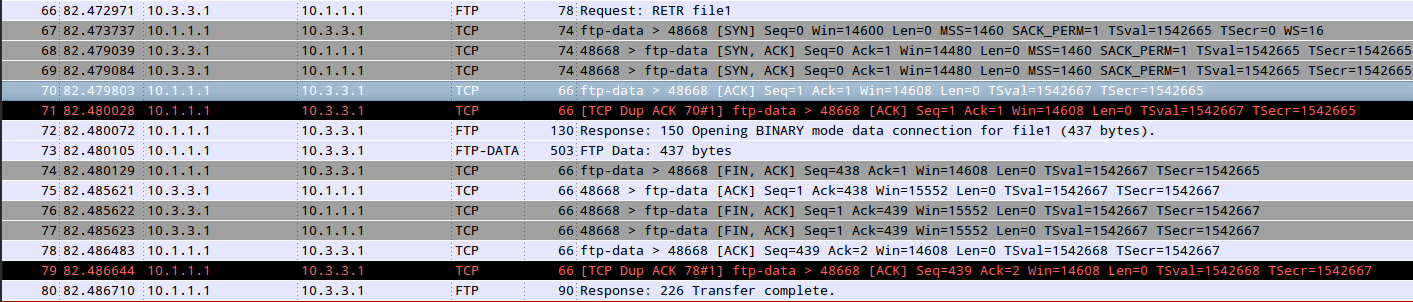 66 82.472971 10.3.3.1 10.1.1.1 FTP 78 Request: RETR file1
67 82.473737 10.1.1.1 10.3.3.1 TCP 74 ftp-data > 48668 [SYN] Seq=0 Win=14600 Len=0 MSS=1460 SACK_PERM=1 TSval=1542665 TSecr=0 WS=16
68 82.479039 10.3.3.1 10.1.1.1 TCP 74 48668 > ftp-data [SYN, ACK] Seq=0 Ack=1 Win=14480 Len=0 MSS=1460 SACK_PERM=1 TSval=1542665 TSecr=1542665
69 82.479084 10.3.3.1 10.1.1.1 TCP 74 48668 > ftp-data [SYN, ACK] Seq=0 Ack=1 Win=14480 Len=0 MSS=1460 SACK_PERM=1 TSval=1542665 TSecr=1542665
70 82.479803 10.1.1.1 10.3.3.1 TCP 66 ftp-data > 48668 [ACK] Seq=1 Ack=1 Win=14608 Len=0 TSval=1542667 TSecr=1542665
71 82.480028 10.1.1.1 10.3.3.1 TCP 66 [TCP Dup ACK 70#1] ftp-data > 48668 [ACK] Seq=1 Ack=1 Win=14608 Len=0 TSval=1542667 TSecr=1542665
72 82.480072 10.1.1.1 10.3.3.1 FTP 130 Response: 150 Opening BINARY mode data connection for file1 (437 bytes).
73 82.480105 10.1.1.1 10.3.3.1 FTP-DATA 503 FTP Data: 437 bytes
74 82.480129 10.1.1.1 10.3.3.1 TCP 66 ftp-data > 48668 [FIN, ACK] Seq=438 Ack=1 Win=14608 Len=0 TSval=1542667 TSecr=1542665
75 82.485621 10.3.3.1 10.1.1.1 TCP 66 48668 > ftp-data [ACK] Seq=1 Ack=438 Win=15552 Len=0 TSval=1542667 TSecr=1542667
76 82.485622 10.3.3.1 10.1.1.1 TCP 66 48668 > ftp-data [FIN, ACK] Seq=1 Ack=439 Win=15552 Len=0 TSval=1542667 TSecr=1542667
77 82.485623 10.3.3.1 10.1.1.1 TCP 66 48668 > ftp-data [FIN, ACK] Seq=1 Ack=439 Win=15552 Len=0 TSval=1542667 TSecr=1542667
78 82.486483 10.1.1.1 10.3.3.1 TCP 66 ftp-data > 48668 [ACK] Seq=439 Ack=2 Win=14608 Len=0 TSval=1542668 TSecr=1542667
79 82.486644 10.1.1.1 10.3.3.1 TCP 66 [TCP Dup ACK 78#1] ftp-data > 48668 [ACK] Seq=439 Ack=2 Win=14608 Len=0 TSval=1542668 TSecr=1542667
80 82.486710 10.1.1.1 10.3.3.1 FTP 90 Response: 226 Transfer complete.